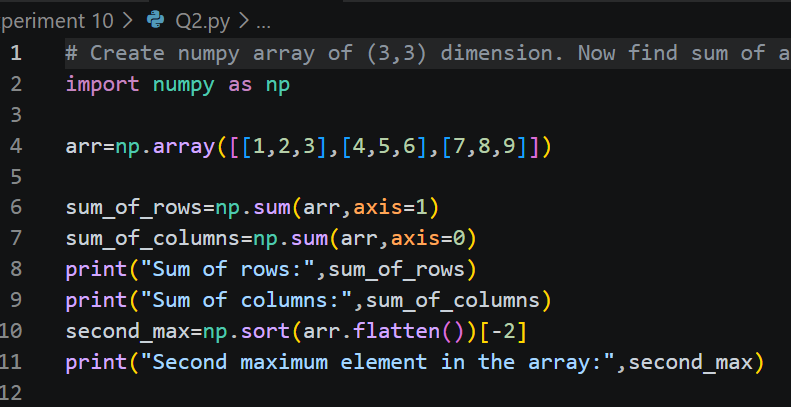 periment 10 > Q2.py > ...
1 # Create numpy array of (3,3) dimension. Now find sum of a
2 import numpy as np
3
4 arr=np.array([[1,2,3],[4,5,6],[7,8,9]])
5
6 sum_of_rows=np.sum(arr,axis=1)
7 sum_of_columns=np.sum(arr,axis=0)
8 print("Sum of rows:",sum_of_rows)
9 print("Sum of columns:",sum_of_columns)
10 second_max=np.sort(arr.flatten())[-2]
11 print("Second maximum element in the array:",second_max)
12